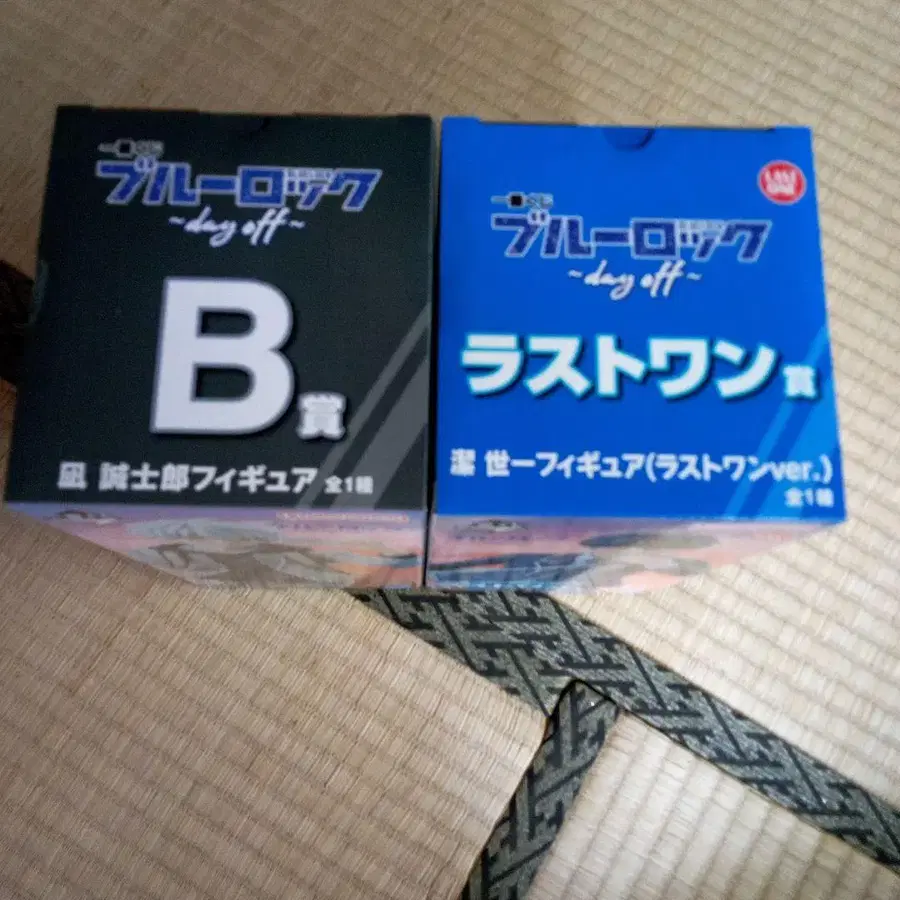 一番くじ
ブルーロック
~day off~
B賞
凪 誠士郎フィギュア 全1種
LAST ONE
一番くじ
ブルーロック
~day off~
ラストワン賞
潔 世一フィギュア(ラストワンver.)
全1種